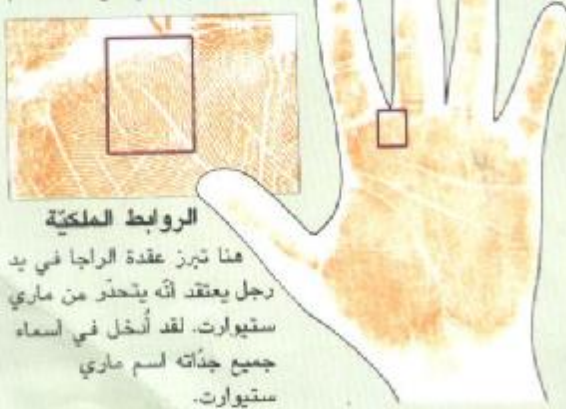 الروابط الملكيّة
هنا تبرز عقدة الراجا في يد
رجل يعتقد أنّه يتحدّر من ماري
ستيوارت. لقد أُدخل في أسماء
جميع جدّاته اسم ماري
ستيوارت.